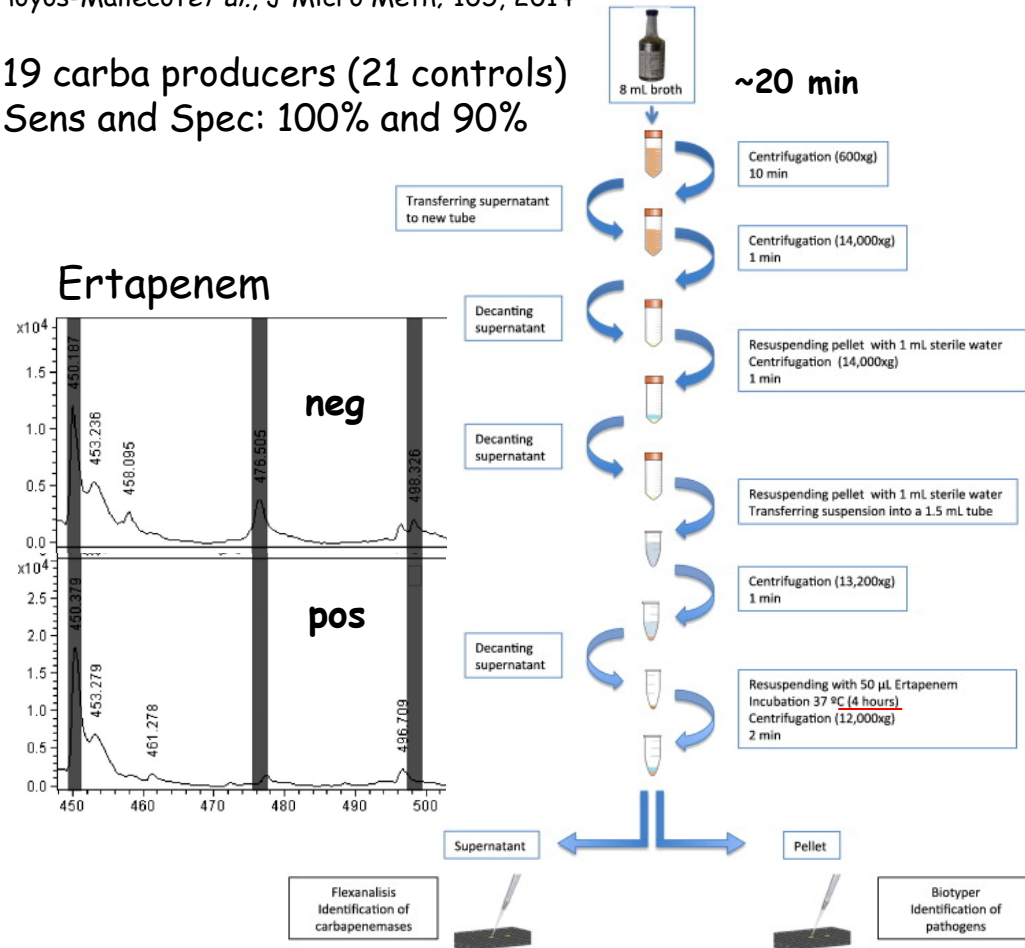 19 carba producers (21 controls)
Sens and Spec: 100% and 90%
8 mL broth
~20 min
Centrifugation (600xg)
10 min
Transferring supernatant
to new tube
Centrifugation (14,000xg)
1 min
Decanting
supernatant
Resuspending pellet with 1 mL sterile water
Centrifugation (14,000xg)
1 min
Decanting
supernatant
Resuspending pellet with 1 mL sterile water
Transferring suspension into a 1.5 mL tube
Centrifugation (13,200xg)
1 min
Decanting
supernatant
Resuspending with 50 µL Ertapenem
Incubation 37 ºC (4 hours)
Centrifugation (12,000xg)
2 min
Supernatant
Pellet
Flexanalisis
Identification of
carbapenemases
Biotyper
Identification of
pathogens
Ertapenem
x10⁴
1.5
1.0
0.5
0.0
450.187
453.236
458.095
476.505
498.326
neg
x10⁴
2.5
2.0
1.5
1.0
0.5
0.0
450.379
453.279
461.278
496.709
pos
450 460 470 480 490 500